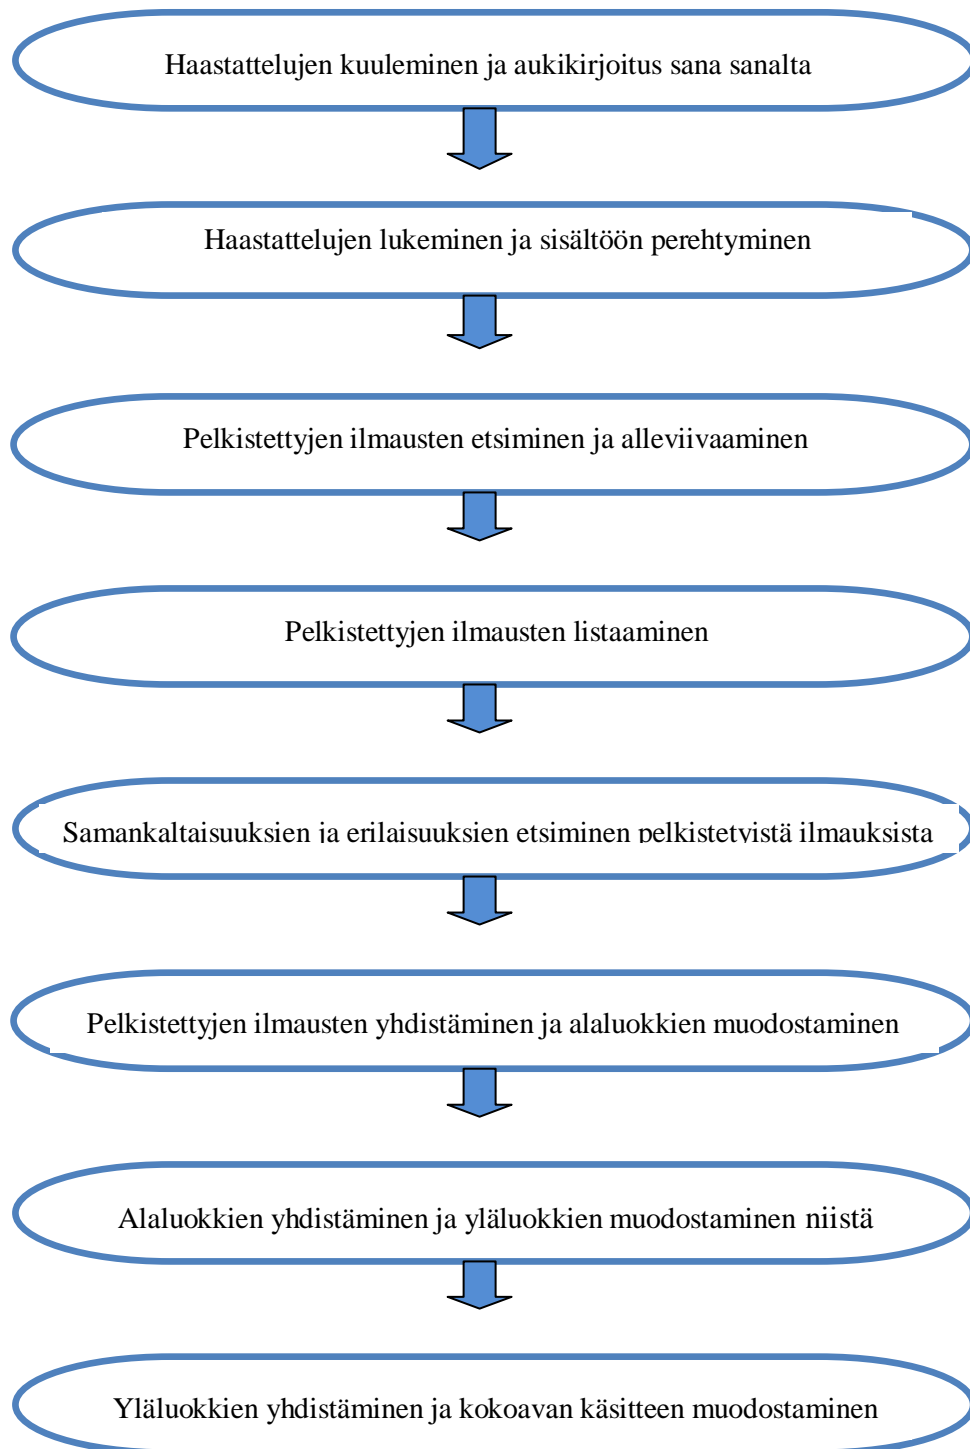 Haastattelujen kuuleminen ja aukikirjoitus sana sanalta
Haastattelujen lukeminen ja sisältöön perehtyminen
Pelkistettyjen ilmausten etsiminen ja alleviivaaminen
Pelkistettyjen ilmausten listaaminen
Samankaltaisuuksien ja erilaisuuksien etsiminen pelkistetyistä ilmauksista
Pelkistettyjen ilmausten yhdistäminen ja alaluokkien muodostaminen
Alaluokkien yhdistäminen ja yläluokkien muodostaminen niistä
Yläluokkien yhdistäminen ja kokoavan käsitteen muodostaminen